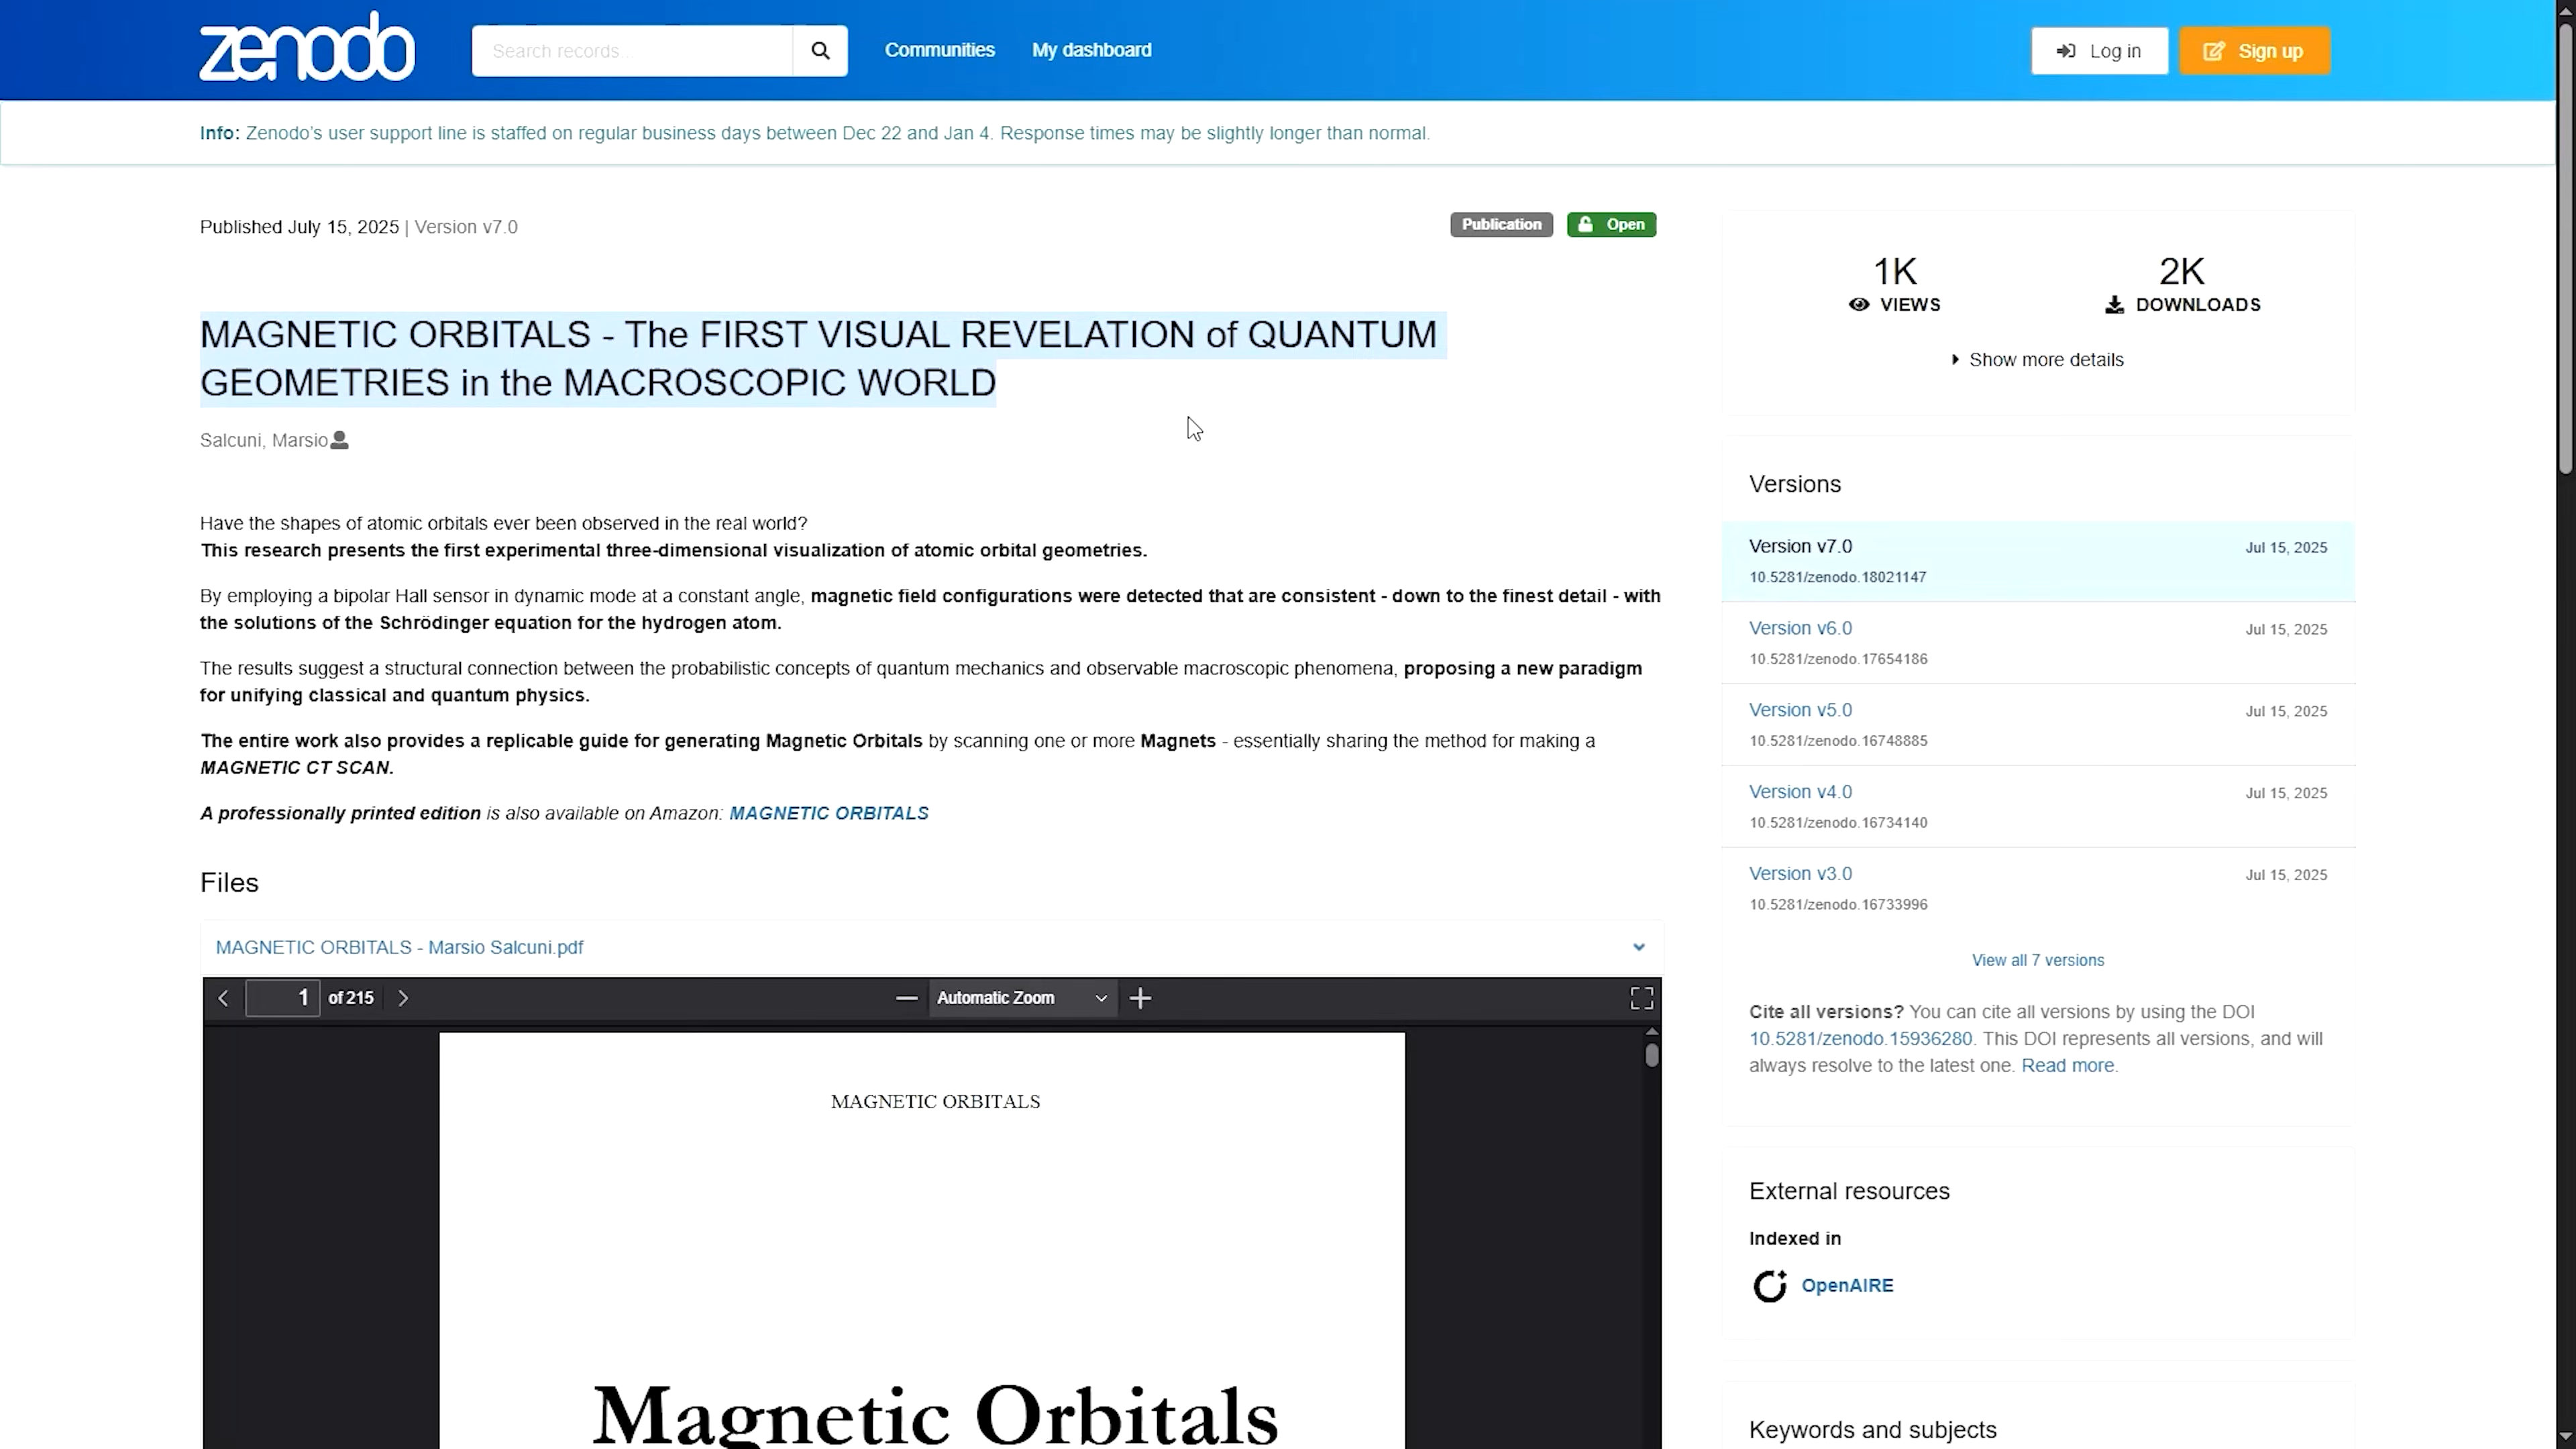 zenodo
Search records...
Communities
My dashboard
Log in
Sign up
Info: Zenodo's user support line is staffed on regular business days between Dec 22 and Jan 4. Response times may be slightly longer than normal.
Published July 15, 2025 | Version v7.0
Publication
Open
MAGNETIC ORBITALS - The FIRST VISUAL REVELATION of QUANTUM
GEOMETRIES in the MACROSCOPIC WORLD
Salcuni, Marsio
Have the shapes of atomic orbitals ever been observed in the real world?
This research presents the first experimental three-dimensional visualization of atomic orbital geometries.
By employing a bipolar Hall sensor in dynamic mode at a constant angle, magnetic field configurations were detected that are consistent - down to the finest detail - with
the solutions of the Schrödinger equation for the hydrogen atom.
The results suggest a structural connection between the probabilistic concepts of quantum mechanics and observable macroscopic phenomena, proposing a new paradigm
for unifying classical and quantum physics.
The entire work also provides a replicable guide for generating Magnetic Orbitals by scanning one or more Magnets - essentially sharing the method for making a
MAGNETIC CT SCAN.
A professionally printed edition is also available on Amazon: MAGNETIC ORBITALS
Files
MAGNETIC ORBITALS - Marsio Salcuni.pdf
1 of 215
Automatic Zoom
MAGNETIC ORBITALS
Magnetic Orbitals
1K
VIEWS
2K
DOWNLOADS
Show more details
Versions
Version v7.0
Jul 15, 2025
10.5281/zenodo.18021147
Version v6.0
Jul 15, 2025
10.5281/zenodo.17654186
Version v5.0
Jul 15, 2025
10.5281/zenodo.16748885
Version v4.0
Jul 15, 2025
10.5281/zenodo.16734140
Version v3.0
Jul 15, 2025
10.5281/zenodo.16733996
View all 7 versions
Cite all versions? You can cite all versions by using the DOI
10.5281/zenodo.15936280. This DOI represents all versions, and will
always resolve to the latest one. Read more.
External resources
Indexed in
OpenAIRE
Keywords and subjects